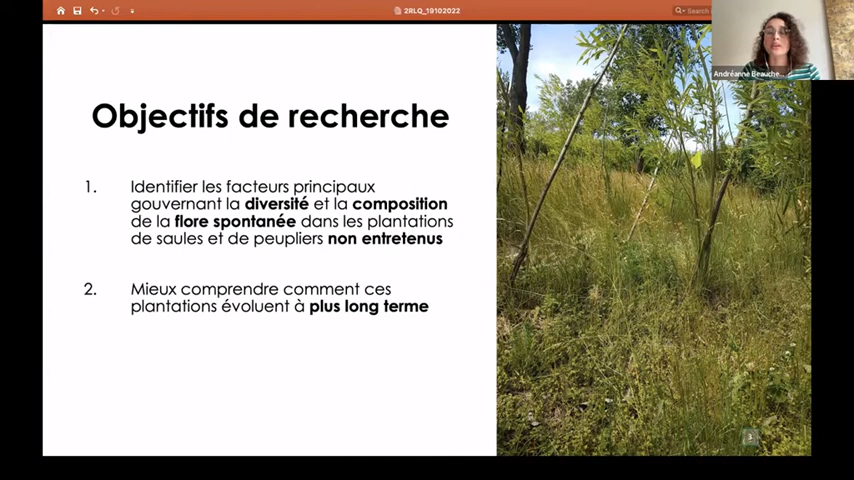 2RLQ_19102022
Search
Andréanne Beauche...
Objectifs de recherche
1. Identifier les facteurs principaux
gouvernant la diversité et la composition
de la flore spontanée dans les plantations
de saules et de peupliers non entretenus
2. Mieux comprendre comment ces
plantations évoluent à plus long terme
3